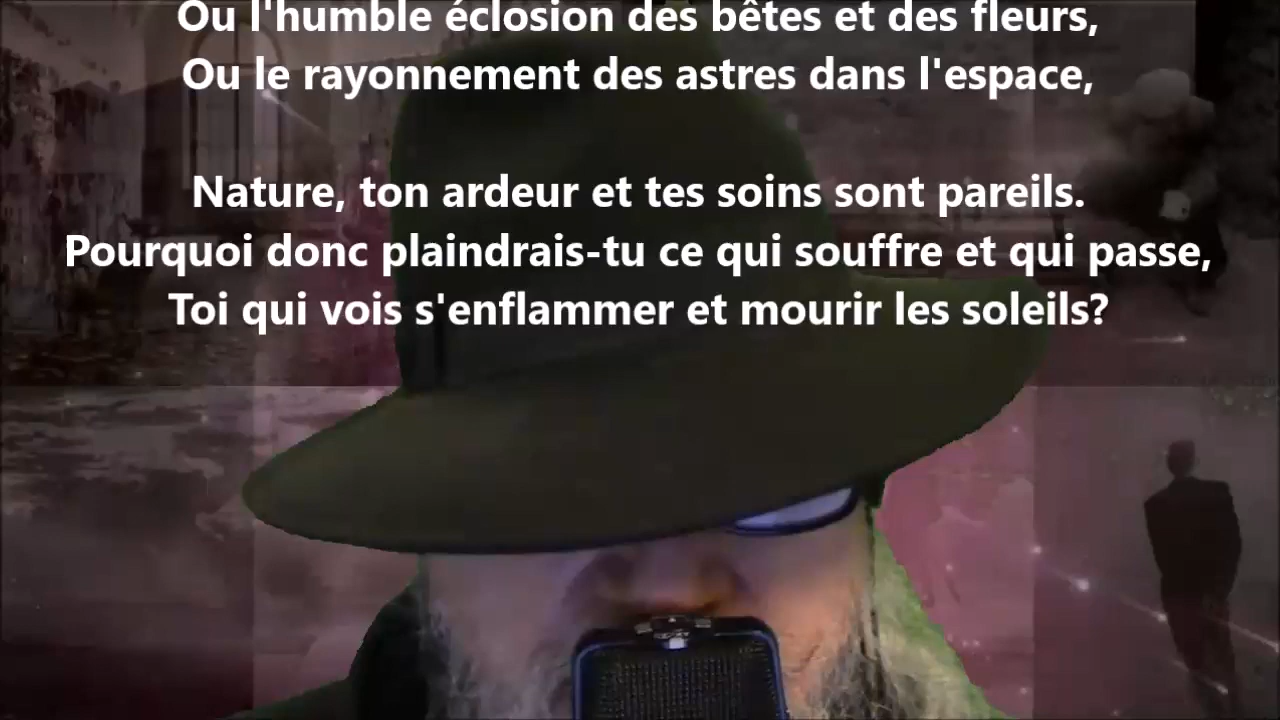 Ou l'humble éclosion des bêtes et des fleurs,
Ou le rayonnement des astres dans l'espace,
Nature, ton ardeur et tes soins sont pareils.
Pourquoi donc plaindrais-tu ce qui souffre et qui passe,
Toi qui vois s'enflammer et mourir les soleils?